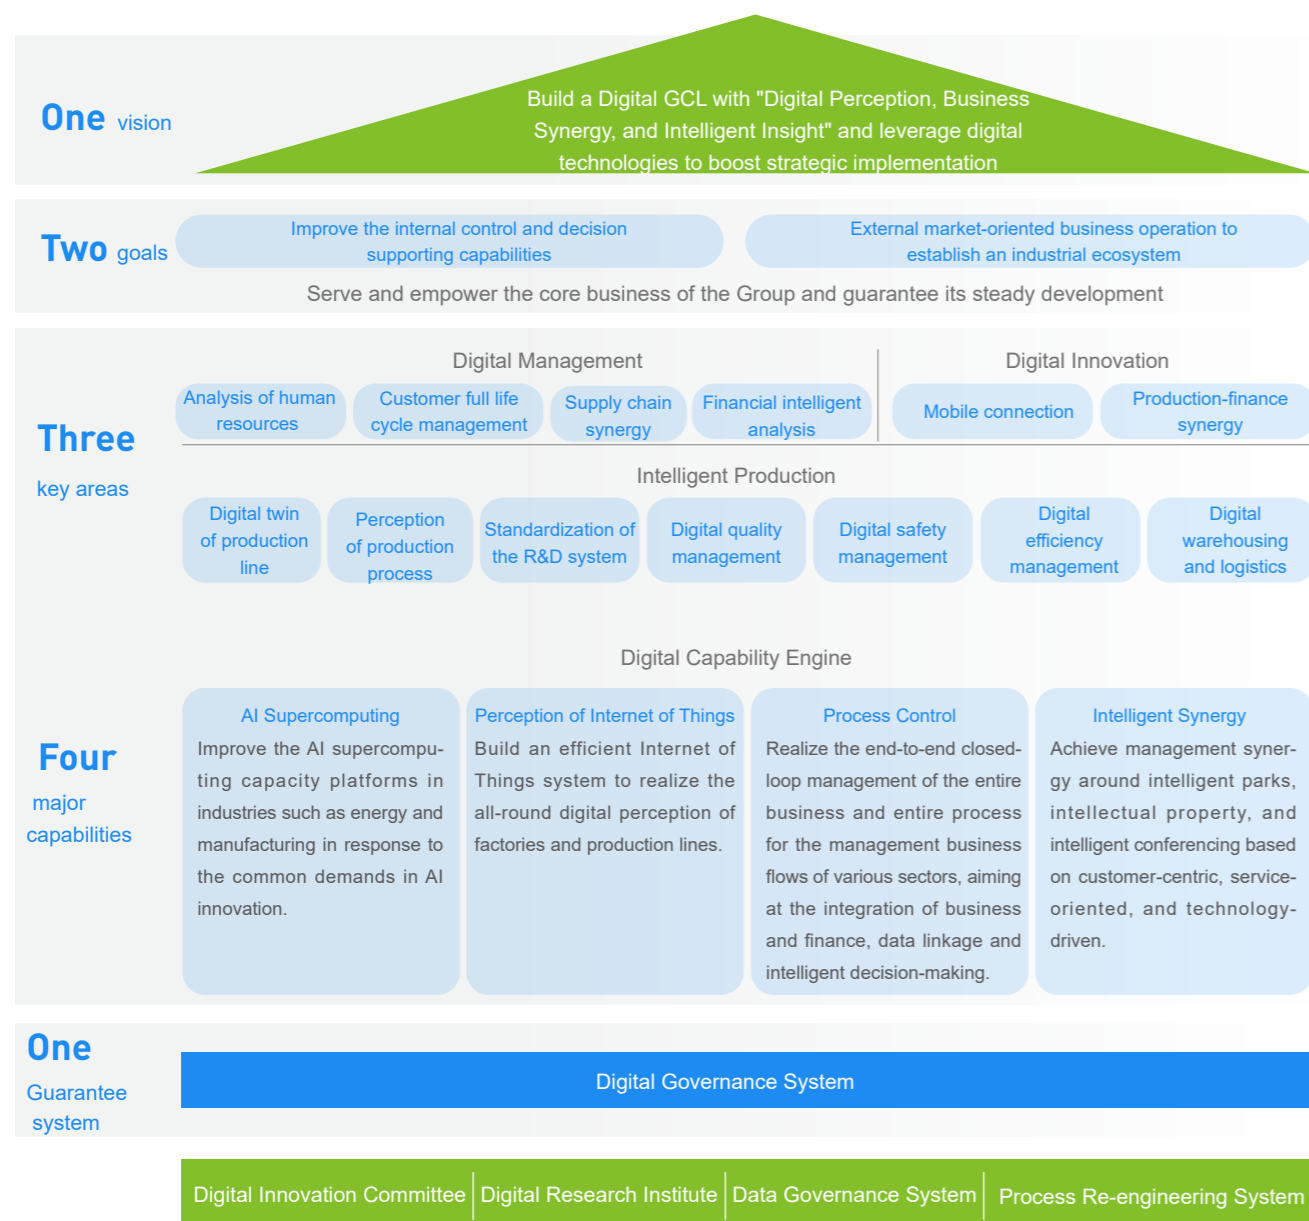 One vision
Build a Digital GCL with "Digital Perception, Business
Synergy, and Intelligent Insight" and leverage digital
technologies to boost strategic implementation
Two goals
Improve the internal control and decision
supporting capabilities
External market-oriented business operation to
establish an industrial ecosystem
Serve and empower the core business of the Group and guarantee its steady development
Three
key areas
Digital Management
Analysis of human
resources
Customer full life
cycle management
Supply chain
synergy
Financial intelligent
analysis
Digital Innovation
Mobile connection
Production-finance
synergy
Intelligent Production
Digital twin
of production
line
Perception
of production
process
Standardization of
the R&D system
Digital quality
management
Digital safety
management
Digital
efficiency
management
Digital
warehousing
and logistics
Four
major
capabilities
Digital Capability Engine
AI Supercomputing
Improve the AI supercompu-
ting capacity platforms in
industries such as energy and
manufacturing in response to
the common demands in AI
innovation.
Perception of Internet of Things
Build an efficient Internet of
Things system to realize the
all-round digital perception of
factories and production lines.
Process Control
Realize the end-to-end closed-
loop management of the entire
business and entire process
for the management business
flows of various sectors, aiming
at the integration of business
and finance, data linkage and
intelligent decision-making.
Intelligent Synergy
Achieve management syner-
gy around intelligent parks,
intellectual property, and
intelligent conferencing based
on customer-centric, service-
oriented, and technology-
driven.
One
Guarantee
system
Digital Governance System
Digital Innovation Committee
Digital Research Institute
Data Governance System
Process Re-engineering System